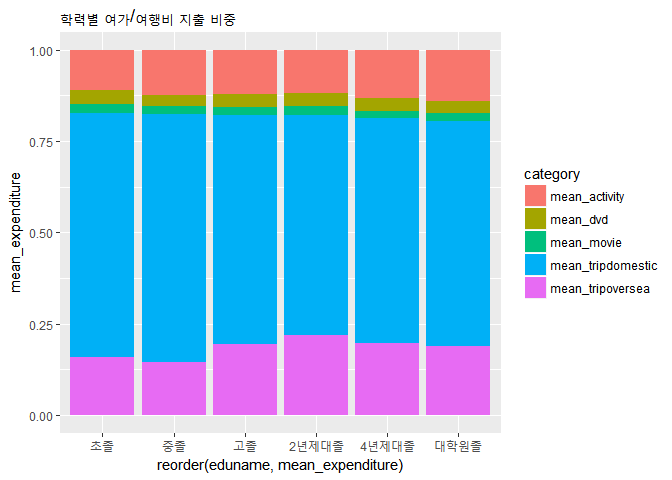 학력별 여가/여행비 지출 비중
mean_expenditure
1.00
0.75
0.50
0.25
0.00
초졸 중졸 고졸 2년제대졸 4년제대졸 대학원졸
reorder(eduname, mean_expenditure)
category
mean_activity
mean_dvd
mean_movie
mean_tripdomestic
mean_tripoversea